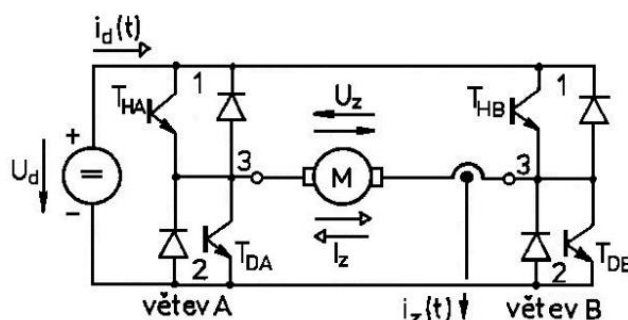 i_d(t)
1
T_HA
U_z
T_HB
1
+
U_d
=
-
3
M
3
T_DA
I_z
T_DB
2
2
větev A
i_z(t)
větev B